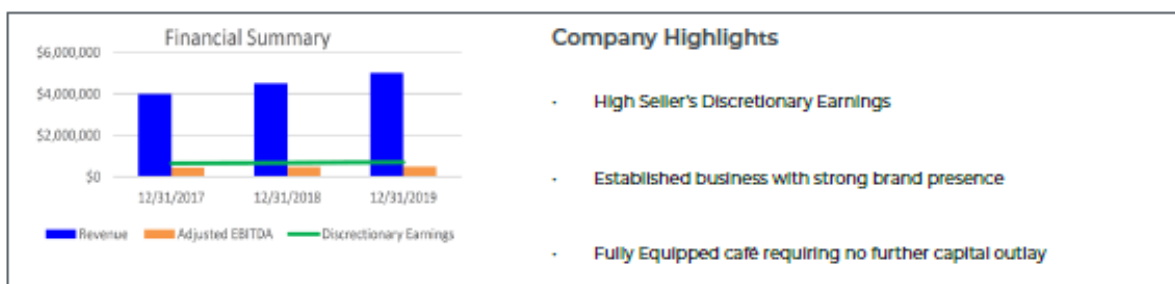 Financial Summary
$6,000,000
$4,000,000
$2,000,000
$0
12/31/2017 12/31/2018 12/31/2019
Revenue Adjusted EBITDA Discrectionary Earnings
Company Highlights
· High Seller's Discretionary Earnings
· Established business with strong brand presence
· Fully Equipped café requiring no further capital outlay